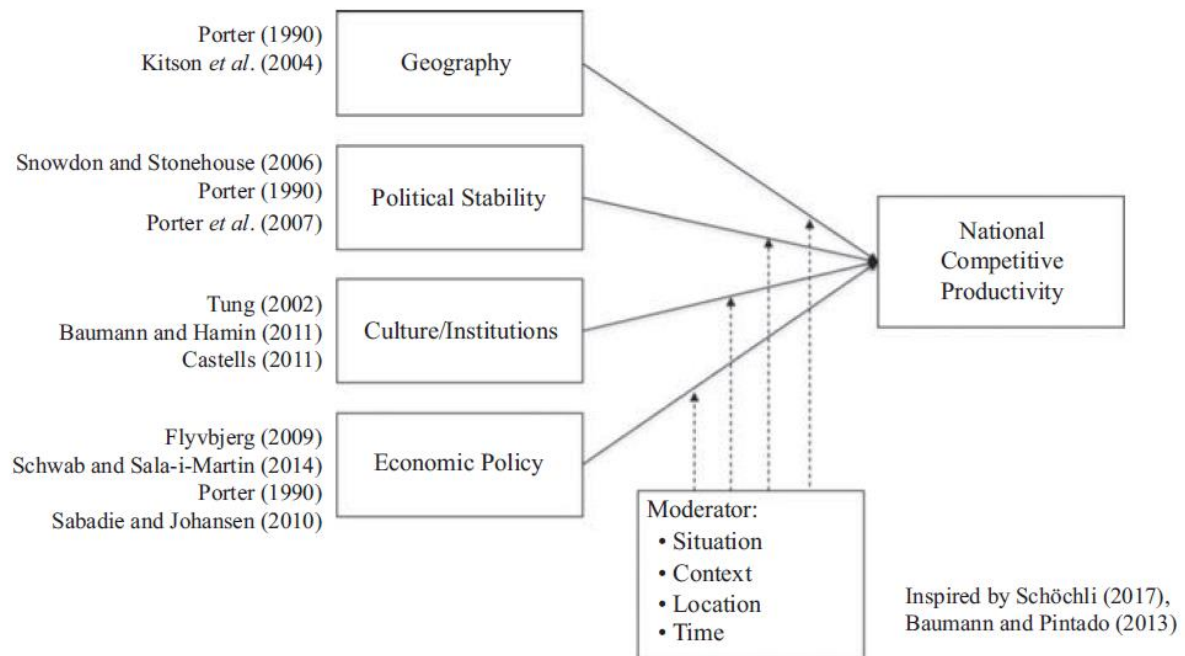 Porter (1990)
Kitson et al. (2004)
Geography
Snowdon and Stonehouse (2006)
Porter (1990)
Porter et al. (2007)
Political Stability
National
Competitive
Productivity
Tung (2002)
Baumann and Hamin (2011)
Castells (2011)
Culture/Institutions
Flyvbjerg (2009)
Schwab and Sala-i-Martin (2014)
Porter (1990)
Sabadie and Johansen (2010)
Economic Policy
Moderator:
• Situation
• Context
• Location
• Time
Inspired by Schöchli (2017),
Baumann and Pintado (2013)